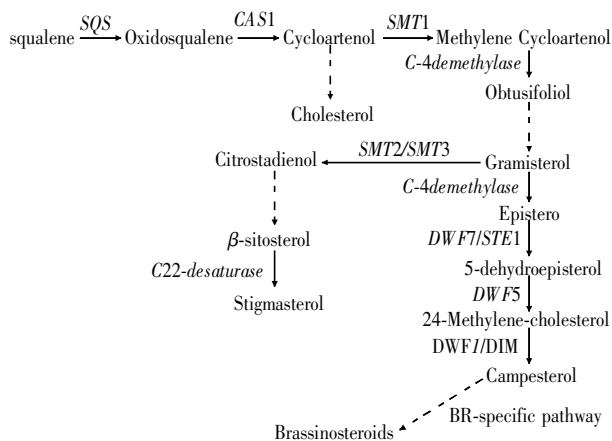 SQS CAS1 SMT1
squalene Oxidosqualene Cycloartenol Methylene Cycloartenol
C-4demethylase
Obtusifoliol
Cholesterol
SMT2/SMT3
Citrostadienol Gramisterol
C-4demethylase
Epistero
β-sitosterol DWF7/STE1
C22-desaturase 5-dehydroepisterol
DWF5
Stigmasterol
24-Methylene-cholesterol
DWF1/DIM
Campesterol
BR-specific pathway
Brassinosteroids